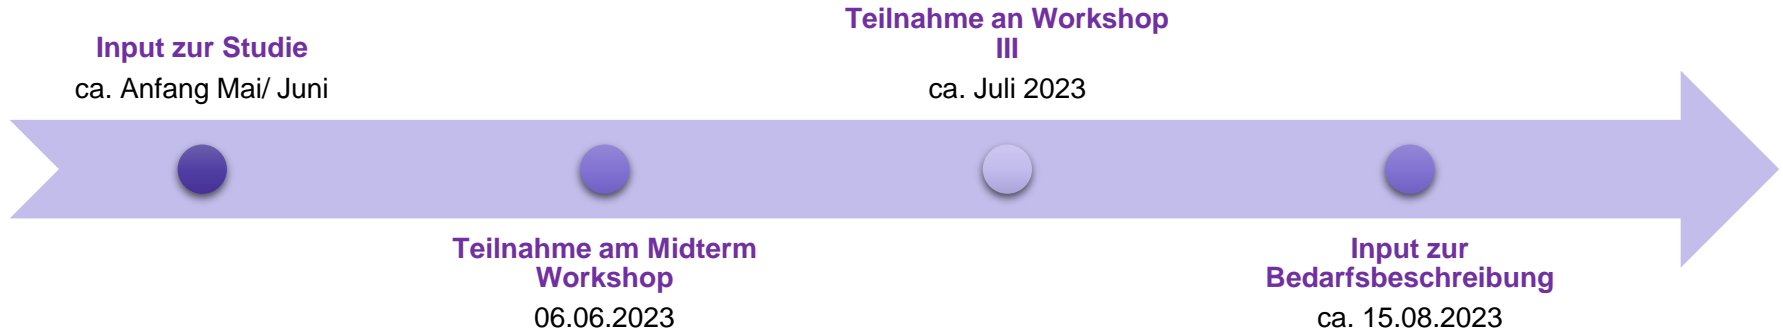 Input zur Studie
ca. Anfang Mai/ Juni
Teilnahme am Midterm
Workshop
06.06.2023
Teilnahme an Workshop
III
ca. Juli 2023
Input zur
Bedarfsbeschreibung
ca. 15.08.2023